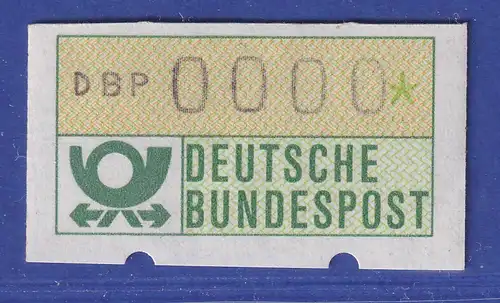 DBP 0000*
DEUTSCHE
BUNDESPOST